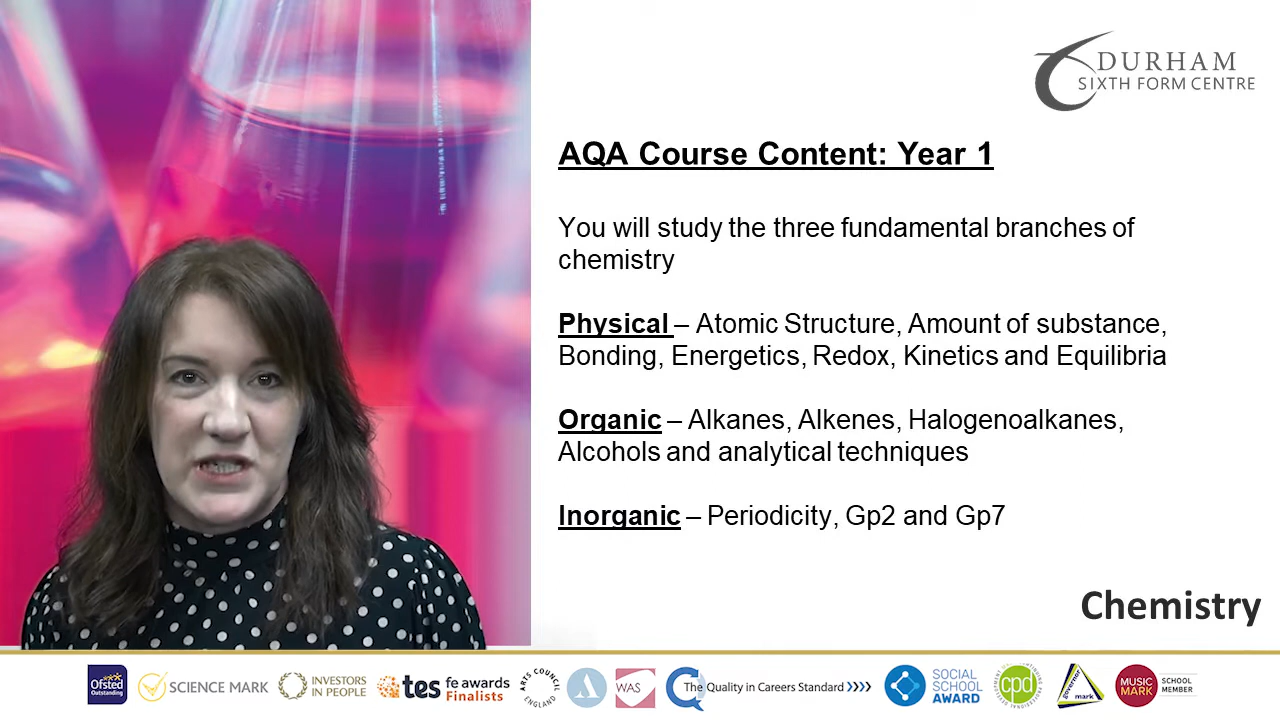 DURHAM
SIXTH FORM CENTRE
AQA Course Content: Year 1
You will study the three fundamental branches of
chemistry
Physical – Atomic Structure, Amount of substance,
Bonding, Energetics, Redox, Kinetics and Equilibria
Organic – Alkanes, Alkenes, Halogenoalkanes,
Alcohols and analytical techniques
Inorganic – Periodicity, Gp2 and Gp7
Chemistry
Ofsted
Outstanding
SCIENCE MARK
INVESTORS
IN PEOPLE
tes fe awards
Finalists
ARTS COUNCIL
ENGLAND
WAS
The Quality in Careers Standard
SOCIAL
SCHOOL
AWARD
cpd
governor
mark
MUSIC
MARK
SCHOOL
MEMBER